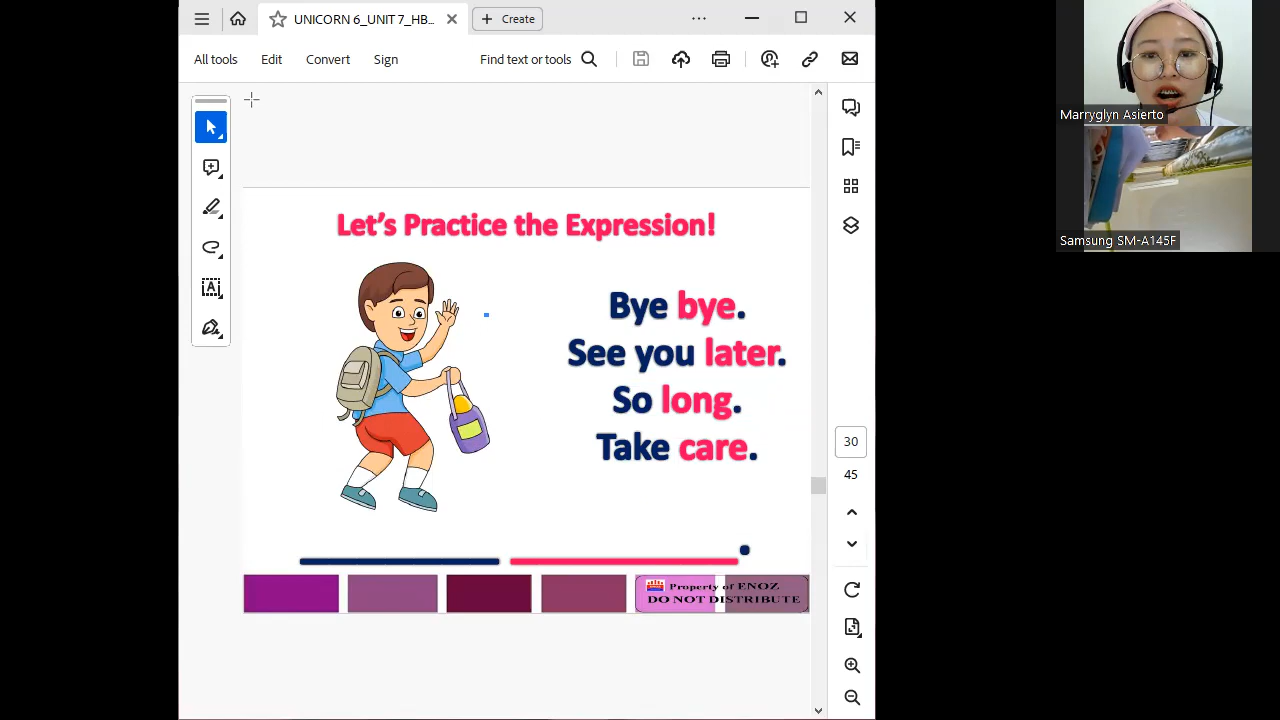 UNICORN 6_UNIT 7_HB...
Create
All tools
Edit
Convert
Sign
Find text or tools
Marryglyn Asierto
Samsung SM-A145F
Let's Practice the Expression!
Bye bye.
See you later.
So long.
Take care.
30
45
Property of ENOZ
DO NOT DISTRIBUTE